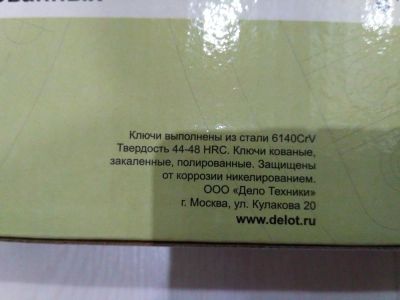 Ключи выполнены из стали 6140CrV
Твердость 44-48 HRC. Ключи кованые,
закаленные, полированные. Защищены
от коррозии никелированием.
ООО «Дело Техники»
г. Москва, ул. Кулакова 20
www.delot.ru